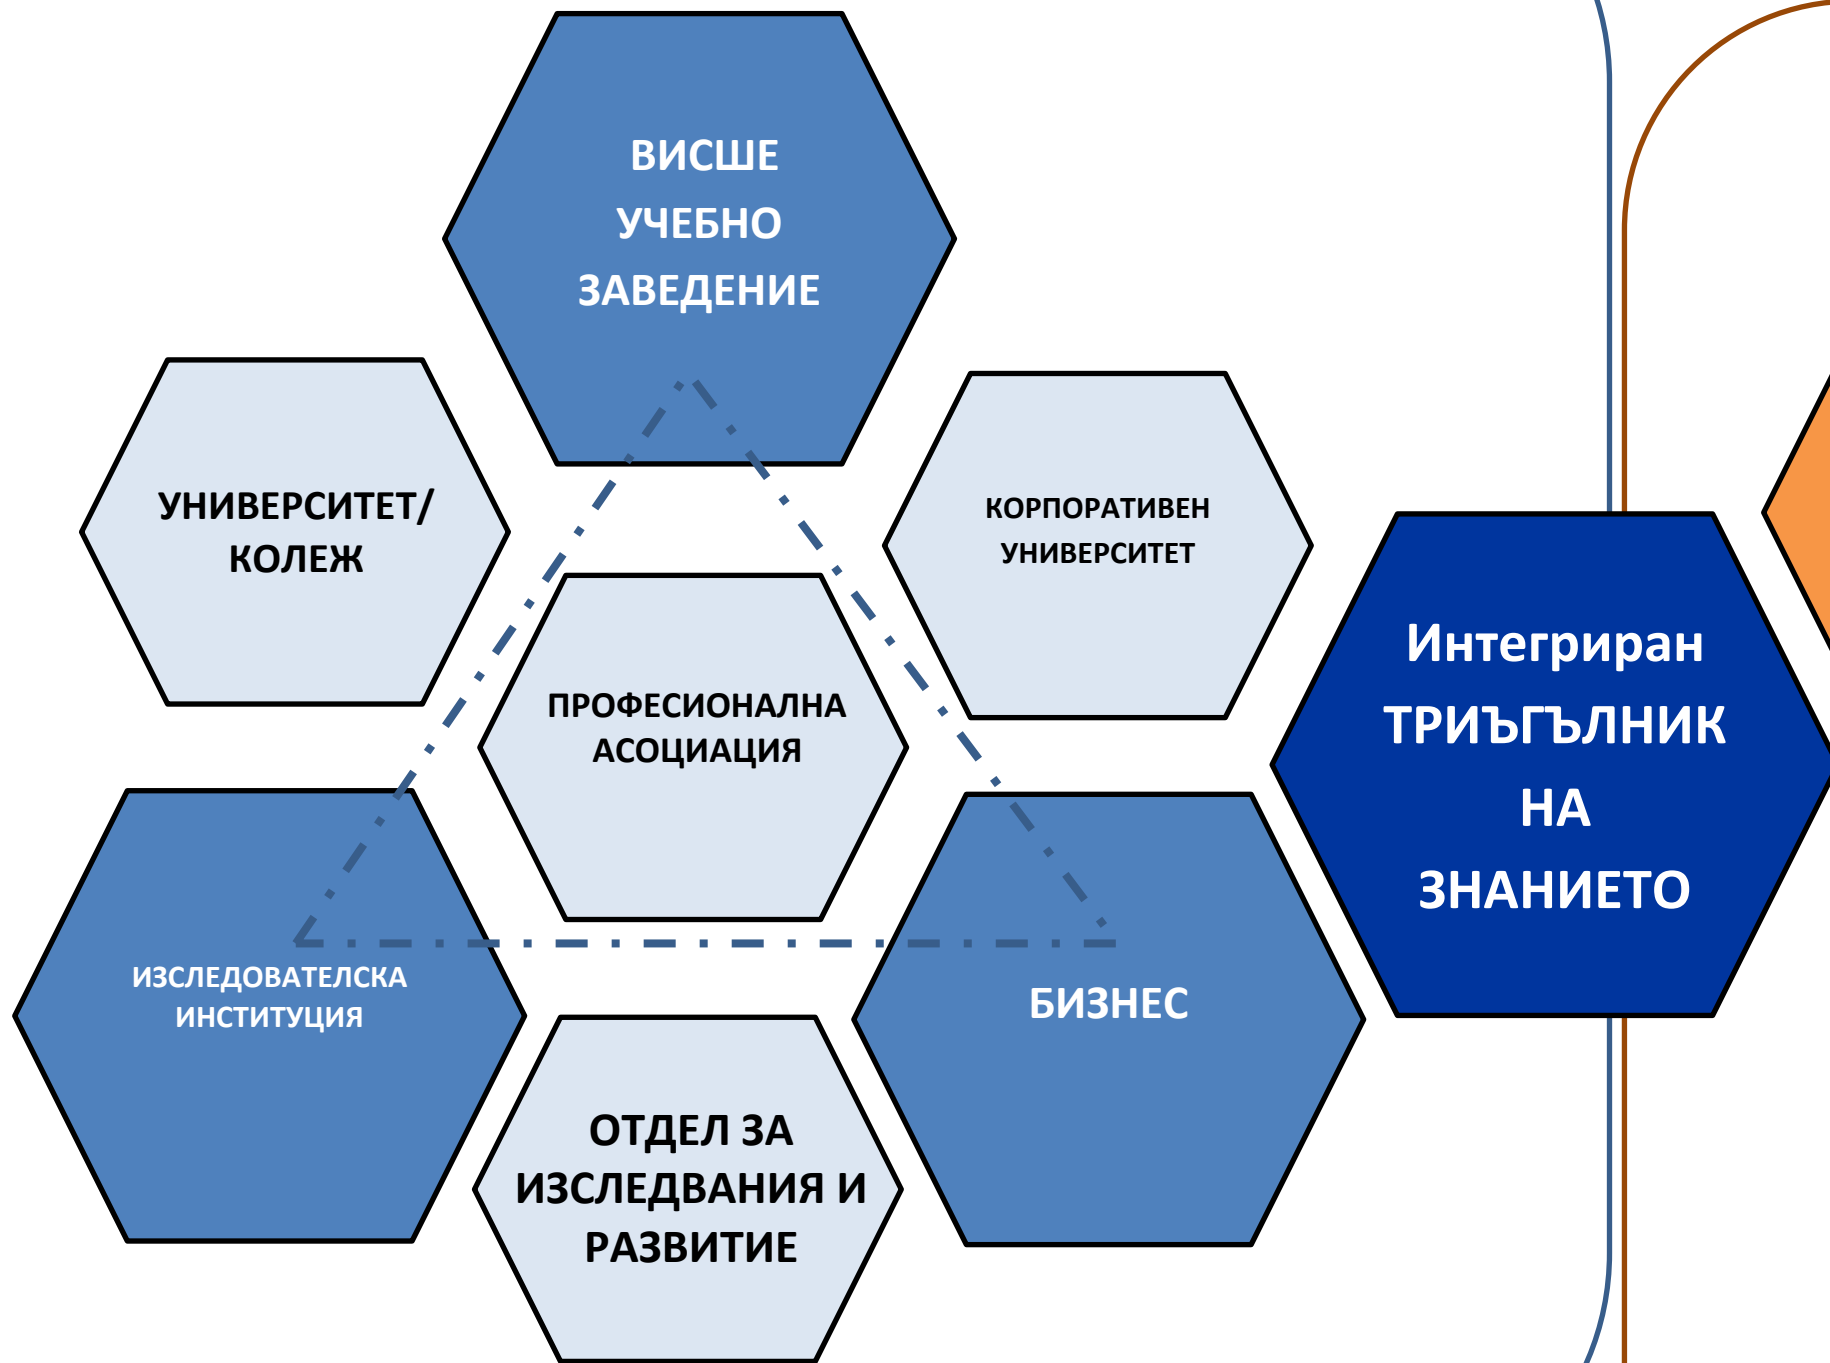 ВИСШЕ
УЧЕБНО
ЗАВЕДЕНИЕ
УНИВЕРСИТЕТ/
КОЛЕЖ
КОРПОРАТИВЕН
УНИВЕРСИТЕТ
ПРОФЕСИОНАЛНА
АСОЦИАЦИЯ
Интегриран
ТРИЪГЪЛНИК
НА
ЗНАНИЕТО
ИЗСЛЕДОВАТЕЛСКА
ИНСТИТУЦИЯ
БИЗНЕС
ОТДЕЛ ЗА
ИЗСЛЕДВАНИЯ И
РАЗВИТИЕ